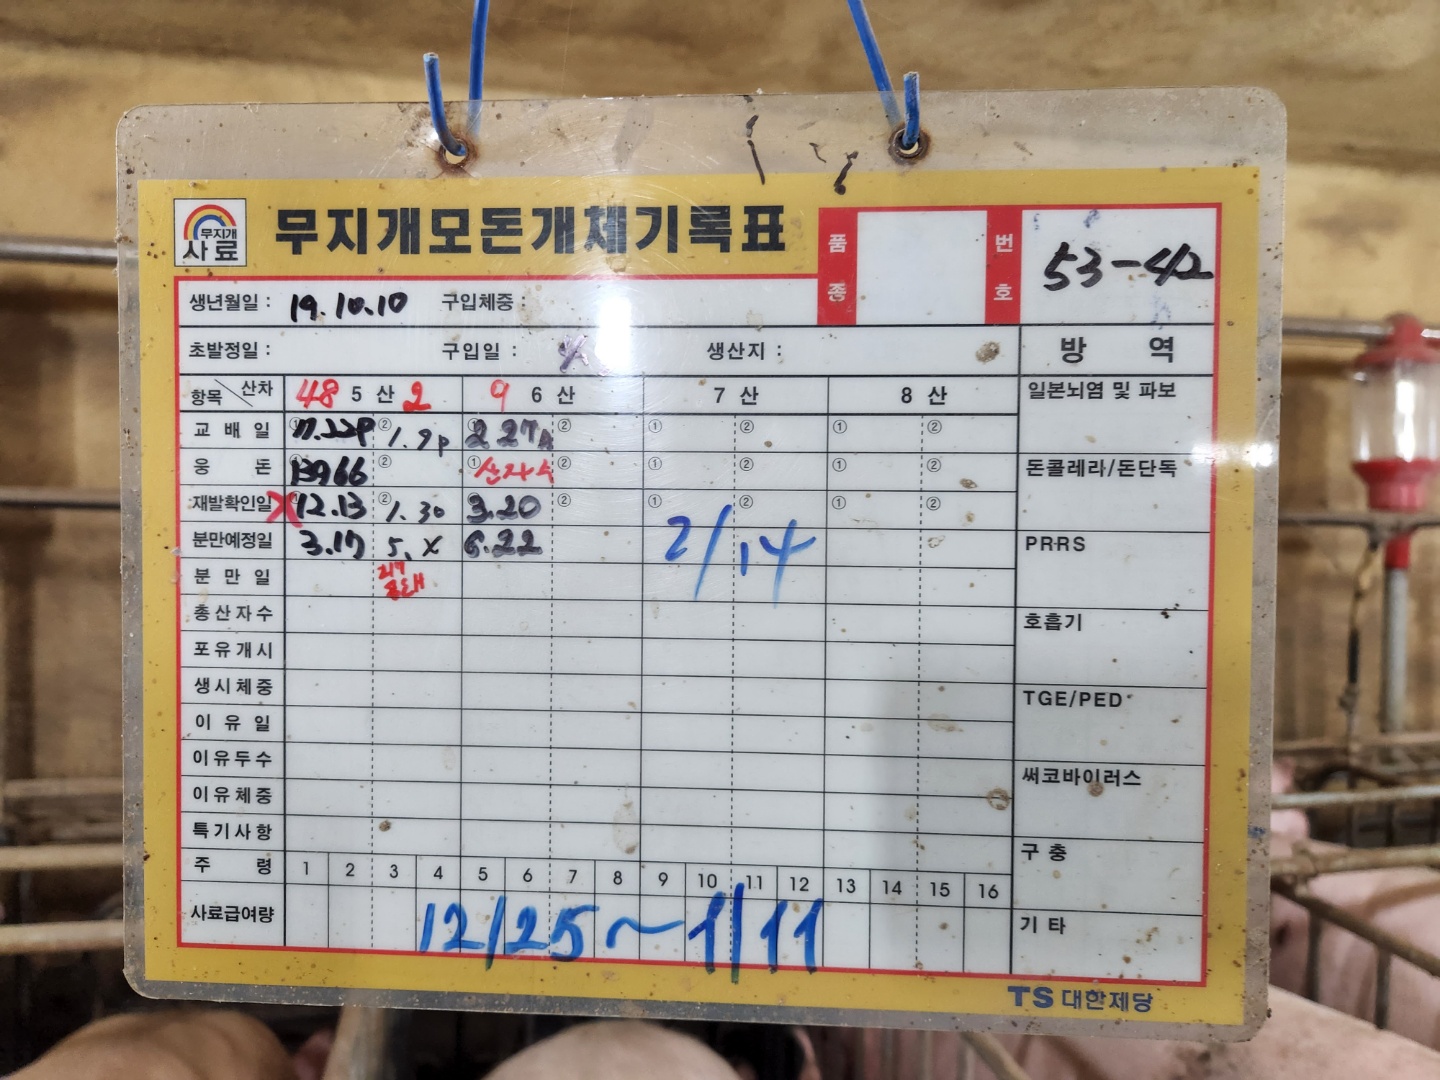 무지개
사료
무지개모돈개체기록표
품종
번호 53-42
생년월일 : 19.10.10 구입체중 :
초발정일 : 구입일 : 생산지 :
방 역
항목 산차 48 5 산 2 9 6 산 7 산 8 산
일본뇌염 및 파보
교 배 일 ① 11.22P ② 1.9P ① 2.27A ② ① ② ① ②
웅 돈 13966 ② ① ② ① ② ① ②
돈콜레라/돈단독
재발확인일 X 12.13 ② 1.30 3.20 ② ① ② ① ②
분만예정일 3.17 5. X 6.22
2/14
PRRS
분 만 일
총산자수
호흡기
포유개시
생시체중
TGE/PED
이 유 일
이유두수
써코바이러스
이유체중
특기사항
구 충
주 령 1 2 3 4 5 6 7 8 9 10 11 12 13 14 15 16
사료급여량 12/25~1/11
기 타
TS 대한제당